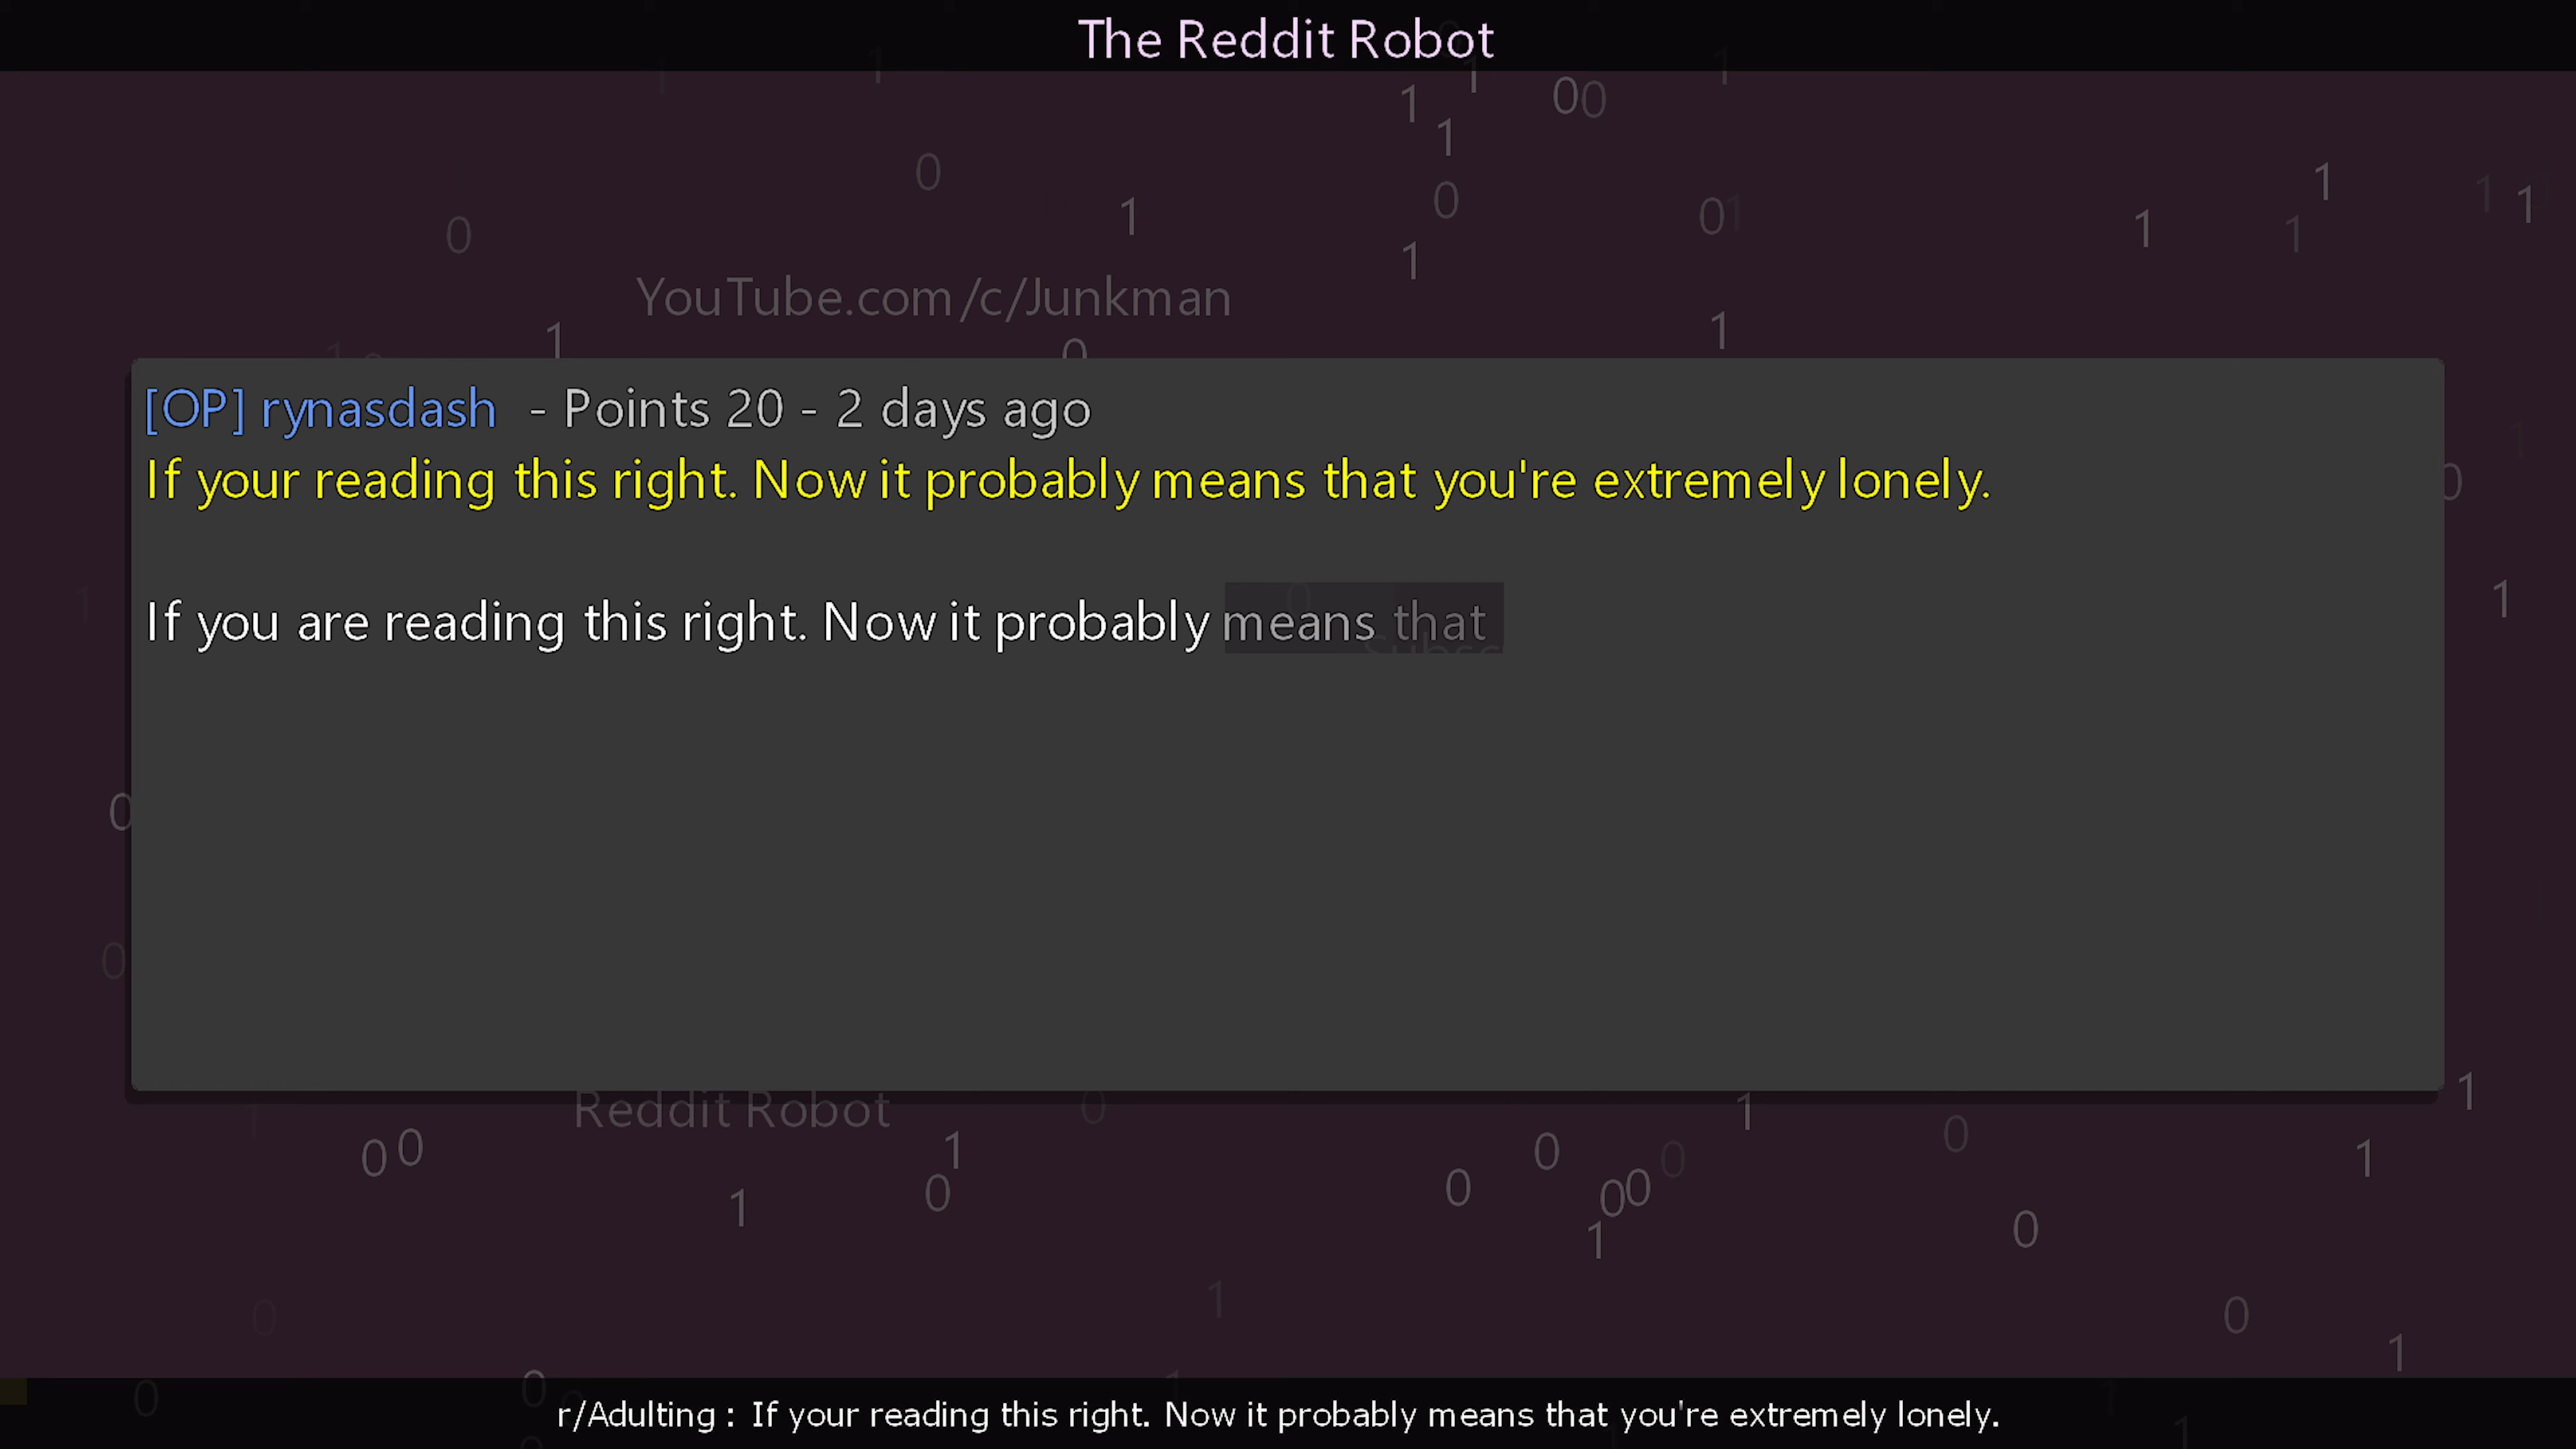 The Reddit Robot
YouTube.com/c/Junkman
[OP] rynasdash - Points 20 - 2 days ago
If your reading this right. Now it probably means that you're extremely lonely.
If you are reading this right. Now it probably means that
Reddit Robot
r/Adulting : If your reading this right. Now it probably means that you're extremely lonely.